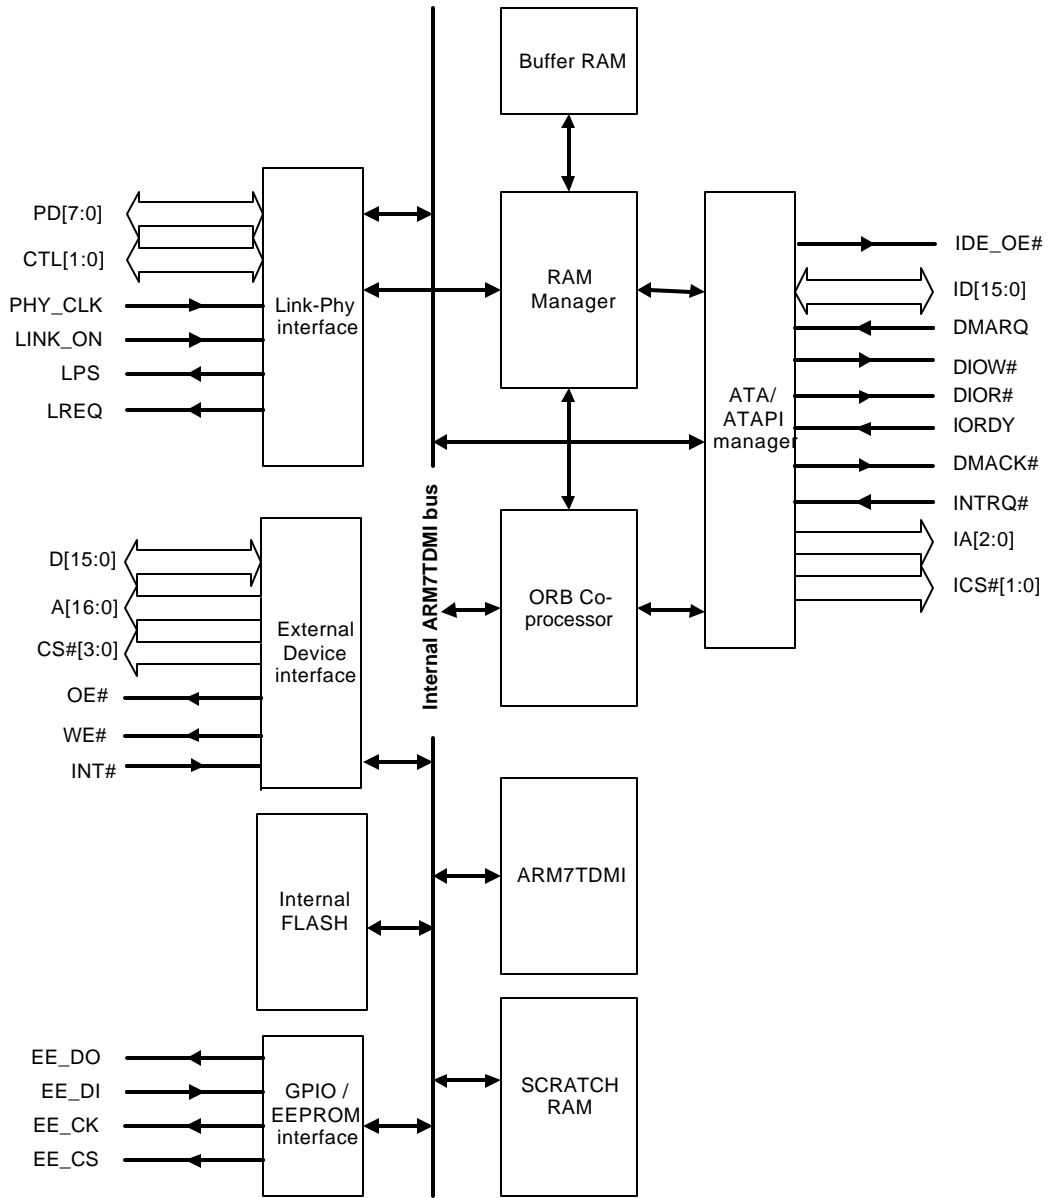 Buffer RAM
PD[7:0]
CTL[1:0]
PHY_CLK
LINK_ON
LPS
LREQ
Link-Phy
interface
RAM
Manager
ATA/
ATAPI
manager
IDE_OE#
ID[15:0]
DMARQ
DIOW#
DIOR#
IORDY
DMACK#
INTRQ#
IA[2:0]
ICS#[1:0]
Internal ARM7TDMI bus
D[15:0]
A[16:0]
CS#[3:0]
OE#
WE#
INT#
External
Device
interface
ORB Co-
processor
Internal
FLASH
ARM7TDMI
EE_DO
EE_DI
EE_CK
EE_CS
GPIO /
EEPROM
interface
SCRATCH
RAM